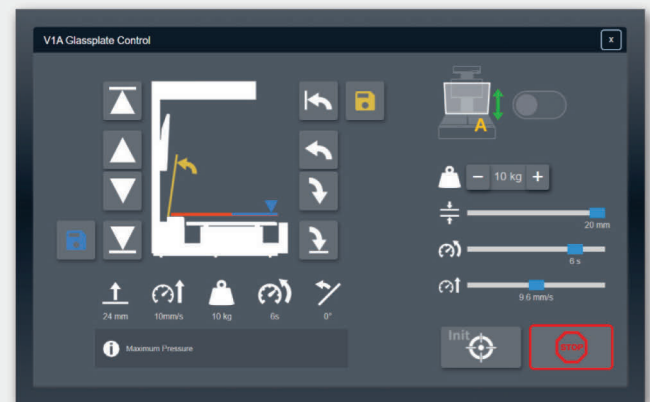 V1A Glassplate Control
x
A
10 kg
20 mm
6 s
9.6 mm/s
24 mm
10mm/s
10 kg
6s
0°
Maximum Pressure
Init
STOP